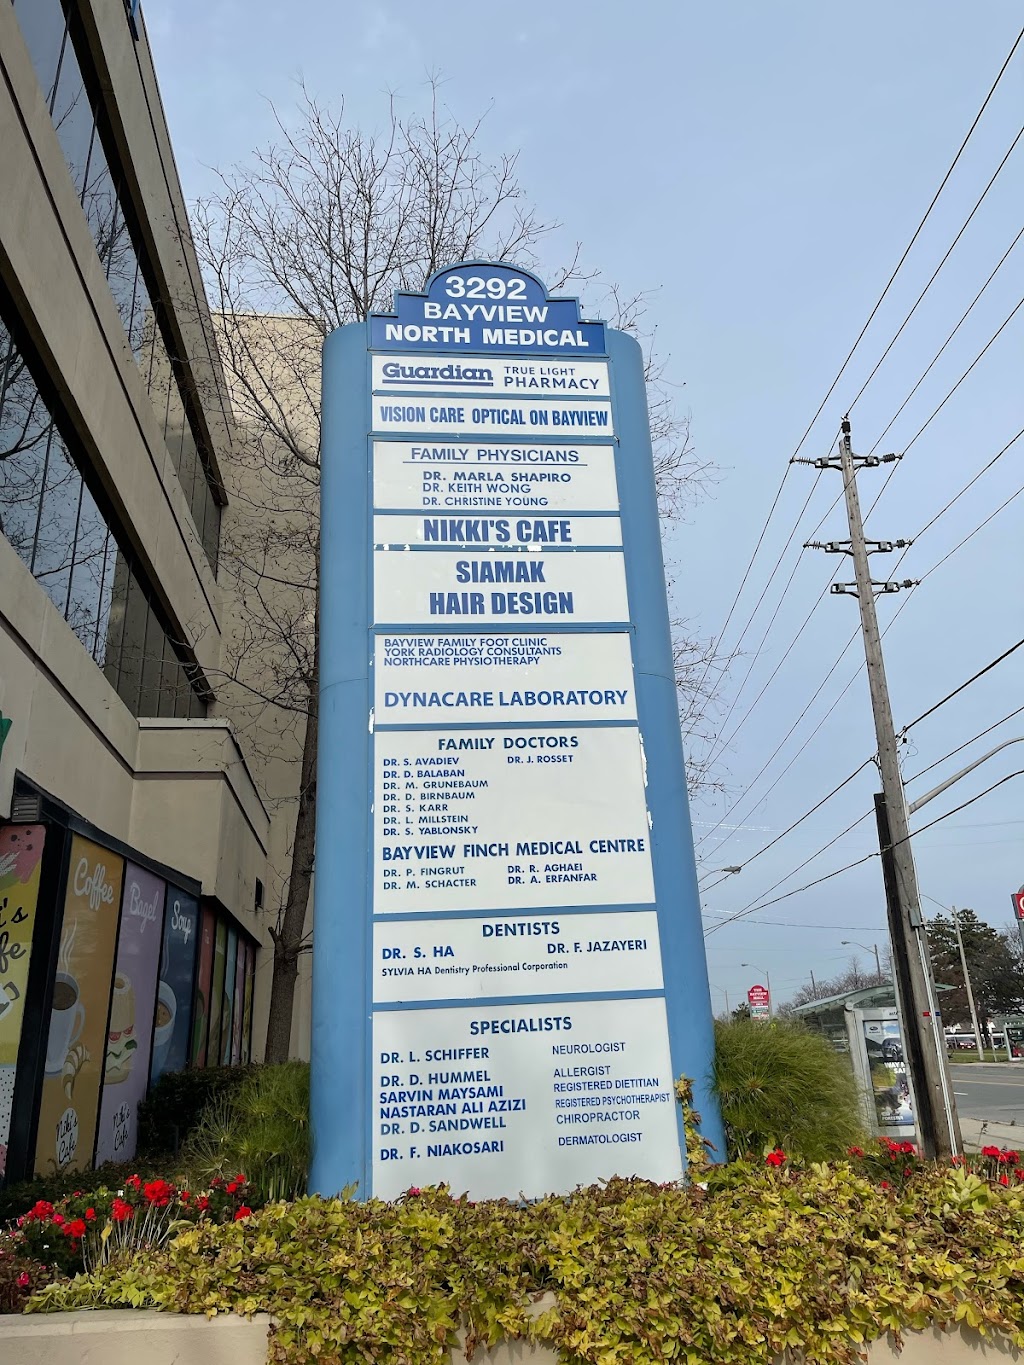 3292
BAYVIEW
NORTH MEDICAL
Guardian TRUE LIGHT PHARMACY
VISION CARE OPTICAL ON BAYVIEW
FAMILY PHYSICIANS
DR. MARLA SHAPIRO
DR. KEITH WONG
DR. CHRISTINE YOUNG
NIKKI'S CAFE
SIAMAK
HAIR DESIGN
BAYVIEW FAMILY FOOT CLINIC
YORK RADIOLOGY CONSULTANTS
NORTHCARE PHYSIOTHERAPY
DYNACARE LABORATORY
FAMILY DOCTORS
DR. S. AVADIEV DR. J. ROSSET
DR. D. BALABAN
DR. M. GRUNEBAUM
DR. D. BIRNBAUM
DR. S. KARR
DR. L. MILLSTEIN
DR. S. YABLONSKY
BAYVIEW FINCH MEDICAL CENTRE
DR. P. FINGRUT DR. R. AGHAEI
DR. M. SCHACTER DR. A. ERFANFAR
DENTISTS
DR. S. HA DR. F. JAZAYERI
SYLVIA HA Dentistry Professional Corporation
SPECIALISTS
DR. L. SCHIFFER NEUROLOGIST
DR. D. HUMMEL ALLERGIST
SARVIN MAYSAMI REGISTERED DIETITIAN
NASTARAN ALI AZIZI REGISTERED PSYCHOTHERAPIST
DR. D. SANDWELL CHIROPRACTOR
DR. F. NIAKOSARI DERMATOLOGIST
Coffee
Bagel
Soup
Niki's
Cafe